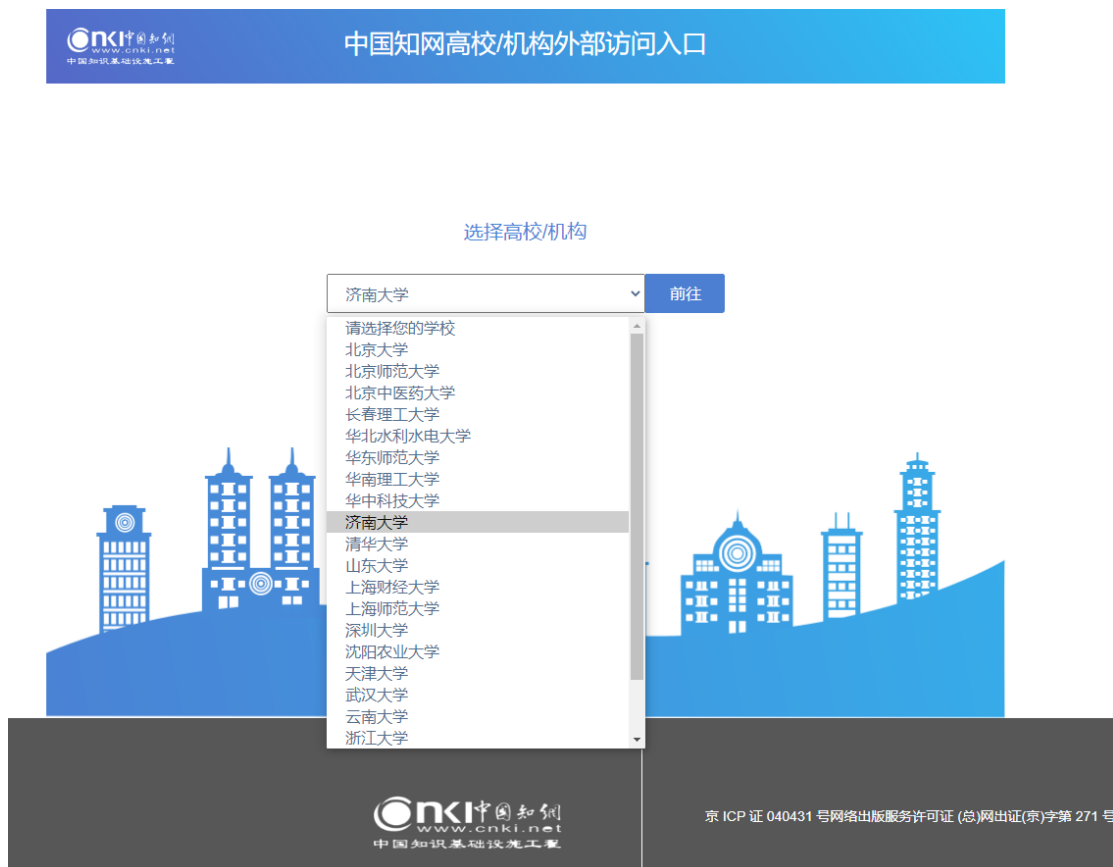 CNKI中国知网
www.cnki.net
中国知识基础设施工程
中国知网高校/机构外部访问入口
选择高校/机构
济南大学
前往
请选择您的学校
北京大学
北京师范大学
北京中医药大学
长春理工大学
华北水利水电大学
华东师范大学
华南理工大学
华中科技大学
济南大学
清华大学
山东大学
上海财经大学
上海师范大学
深圳大学
沈阳农业大学
天津大学
武汉大学
云南大学
浙江大学
CNKI中国知网
www.cnki.net
中国知识基础设施工程
京 ICP 证 040431 号网络出版服务许可证 (总)网出证(京)字第 271 号